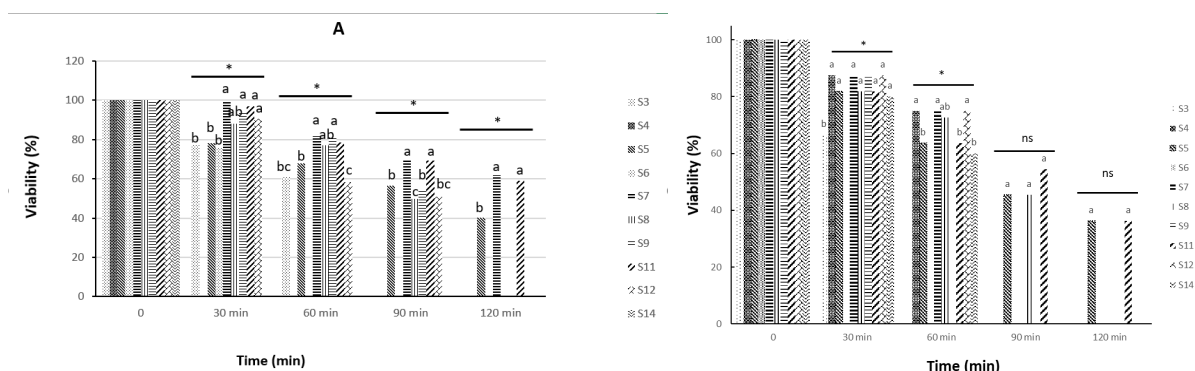 A
Viability (%)
120
100
80
60
40
20
0
*
*
*
*
b
b
b
a
ab
a
a
a
bc
b
a
ab
a
c
b
a
c
b
a
bc
b
a
a
0
30 min
60 min
90 min
120 min
Time (min)
S3
S4
S5
S6
S7
S8
S9
S11
S12
S14
Viability (%)
100
80
60
40
20
0
*
*
ns
ns
b
a
a
a
a
a
a
a
a
a
b
a
ab
b
a
b
a
a
a
a
a
0
30 min
60 min
90 min
120 min
Time (min)
S3
S4
S5
S6
S7
S8
S9
S11
S12
S14